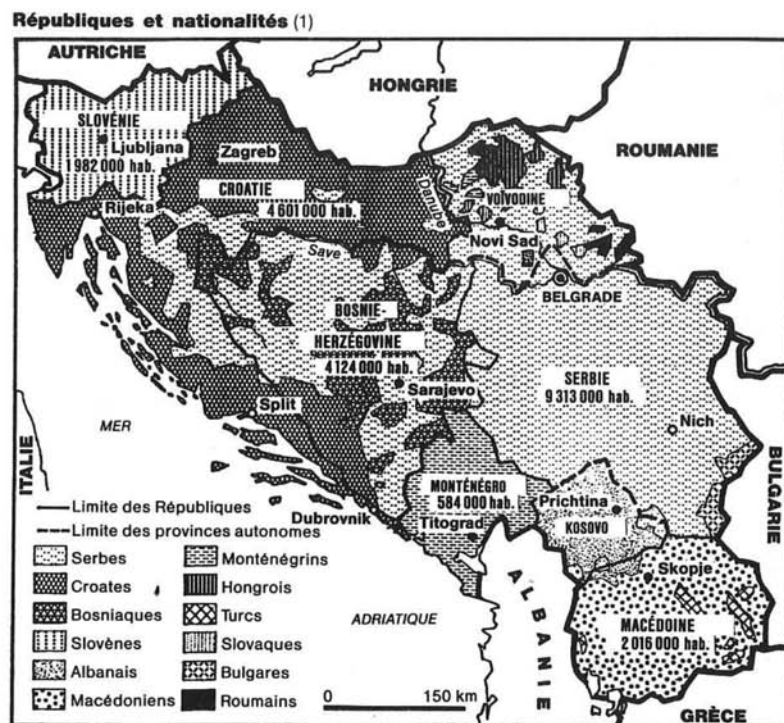 Républiques et nationalités (1)
AUTRICHE
HONGRIE
ROUMANIE
SLOVÉNIE
Ljubljana
1 982 000 hab.
Zagreb
CROATIE
4 601 000 hab.
Danube
VOÏVODINE
Rijeka
Novi Sad
Save
BELGRADE
BOSNIE-
HERZÉGOVINE
4 124 000 hab.
Sarajevo
SERBIE
9 313 000 hab.
Split
Nich
MER
ITALIE
BULGARIE
MONTÉNÉGRO
584 000 hab.
Prichtina
KOSOVO
Titograd
Dubrovnik
Limite des Républiques
Limite des provinces autonomes
Serbes
Monténégrins
Croates
Hongrois
Bosniaques
Turcs
Slovènes
Slovaques
Albanais
Bulgares
Macédoniens
Roumains
ADRIATIQUE
ALBANIE
Skopje
MACÉDOINE
2 016 000 hab.
0 150 km
GRÈCE